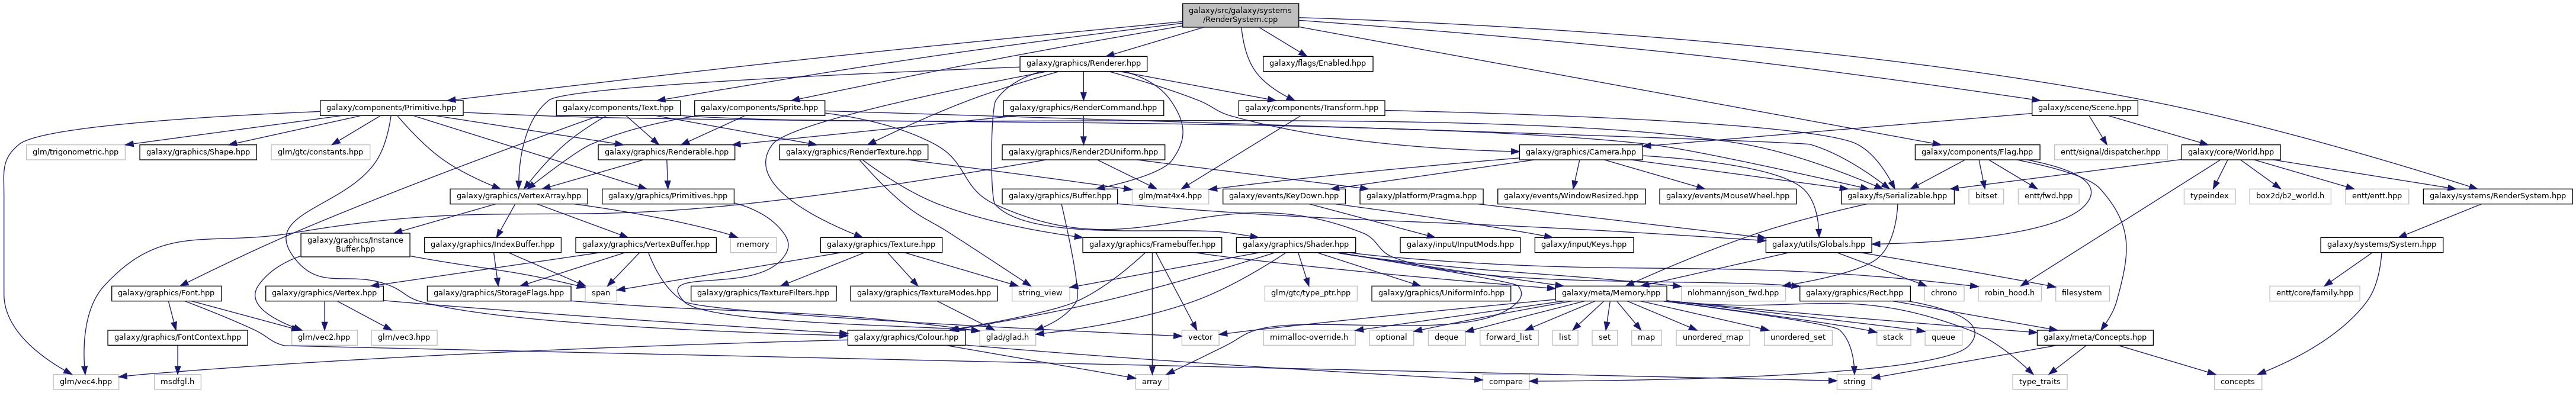 galaxy/src/galaxy/systems
/RenderSystem.cpp
galaxy/graphics/Renderer.hpp
galaxy/flags/Enabled.hpp
galaxy/components/Primitive.hpp
galaxy/components/Text.hpp
galaxy/components/Sprite.hpp
galaxy/graphics/RenderCommand.hpp
galaxy/components/Transform.hpp
galaxy/scene/Scene.hpp
glm/trigonometric.hpp
galaxy/graphics/Shape.hpp
glm/gtc/constants.hpp
galaxy/graphics/Renderable.hpp
galaxy/graphics/RenderTexture.hpp
galaxy/graphics/Render2DUniform.hpp
galaxy/graphics/Camera.hpp
galaxy/components/Flag.hpp
entt/signal/dispatcher.hpp
galaxy/core/World.hpp
galaxy/graphics/VertexArray.hpp
galaxy/graphics/Primitives.hpp
galaxy/graphics/Buffer.hpp
glm/mat4x4.hpp
galaxy/platform/Pragma.hpp
galaxy/events/KeyDown.hpp
galaxy/events/WindowResized.hpp
galaxy/events/MouseWheel.hpp
galaxy/fs/Serializable.hpp
bitset
entt/fwd.hpp
typeindex
box2d/b2_world.h
entt/entt.hpp
galaxy/systems/RenderSystem.hpp
galaxy/graphics/Instance
Buffer.hpp
galaxy/graphics/IndexBuffer.hpp
galaxy/graphics/VertexBuffer.hpp
memory
galaxy/graphics/Texture.hpp
galaxy/graphics/Framebuffer.hpp
galaxy/graphics/Shader.hpp
galaxy/input/InputMods.hpp
galaxy/input/Keys.hpp
galaxy/utils/Globals.hpp
galaxy/systems/System.hpp
galaxy/graphics/Font.hpp
galaxy/graphics/Vertex.hpp
galaxy/graphics/StorageFlags.hpp
span
galaxy/graphics/TextureFilters.hpp
galaxy/graphics/TextureModes.hpp
string_view
glm/gtc/type_ptr.hpp
galaxy/graphics/UniformInfo.hpp
galaxy/meta/Memory.hpp
nlohmann/json_fwd.hpp
galaxy/graphics/Rect.hpp
chrono
robin_hood.h
filesystem
entt/core/family.hpp
galaxy/graphics/FontContext.hpp
glm/vec2.hpp
glm/vec3.hpp
galaxy/graphics/Colour.hpp
glad/glad.h
vector
mimalloc-override.h
optional
deque
forward_list
list
set
map
unordered_map
unordered_set
stack
queue
galaxy/meta/Concepts.hpp
glm/vec4.hpp
msdfgl.h
array
compare
string
type_traits
concepts